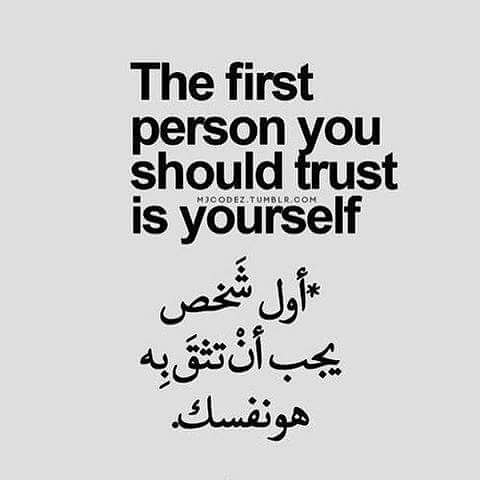 The first
person you
should trust
MJCODEZ.TUMBLR.COM
is yourself
*أول شَخص
يجب أنْ تثقَ بِه
هونفسك.